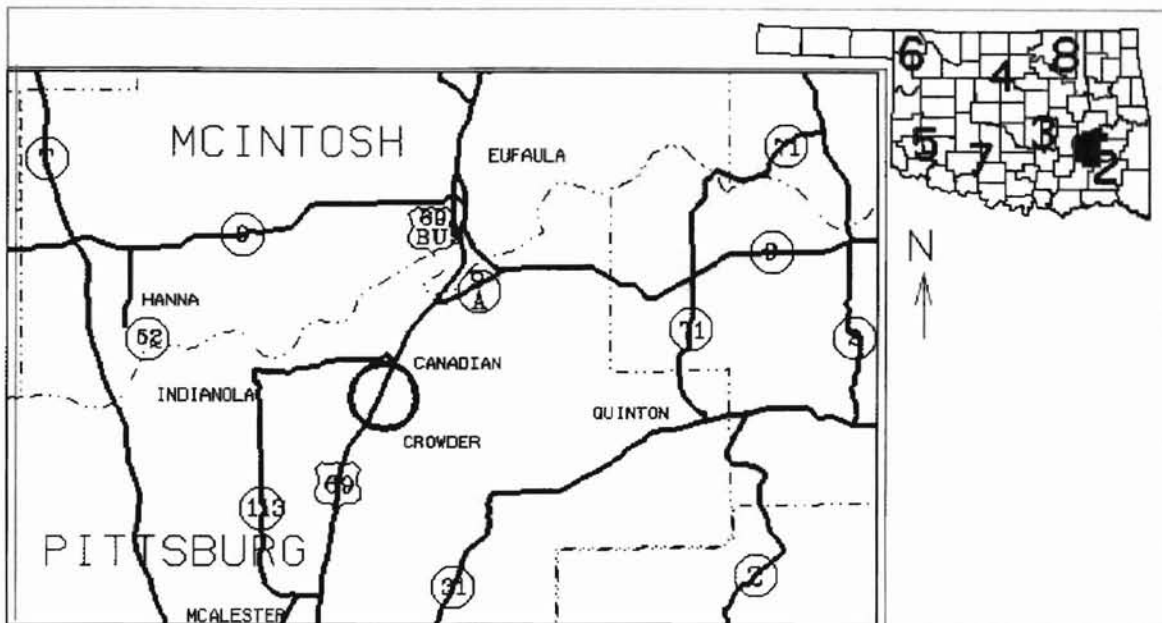 6
8
4
3
5
7
2
MCINTOSH
EUFAULA
71
69
BU
9
9
N
9
A
HANNA
52
71
CANADIAN
INDIANOLA
QUINTON
CROWDER
69
113
PITTSBURG
2
31
MCALESTER